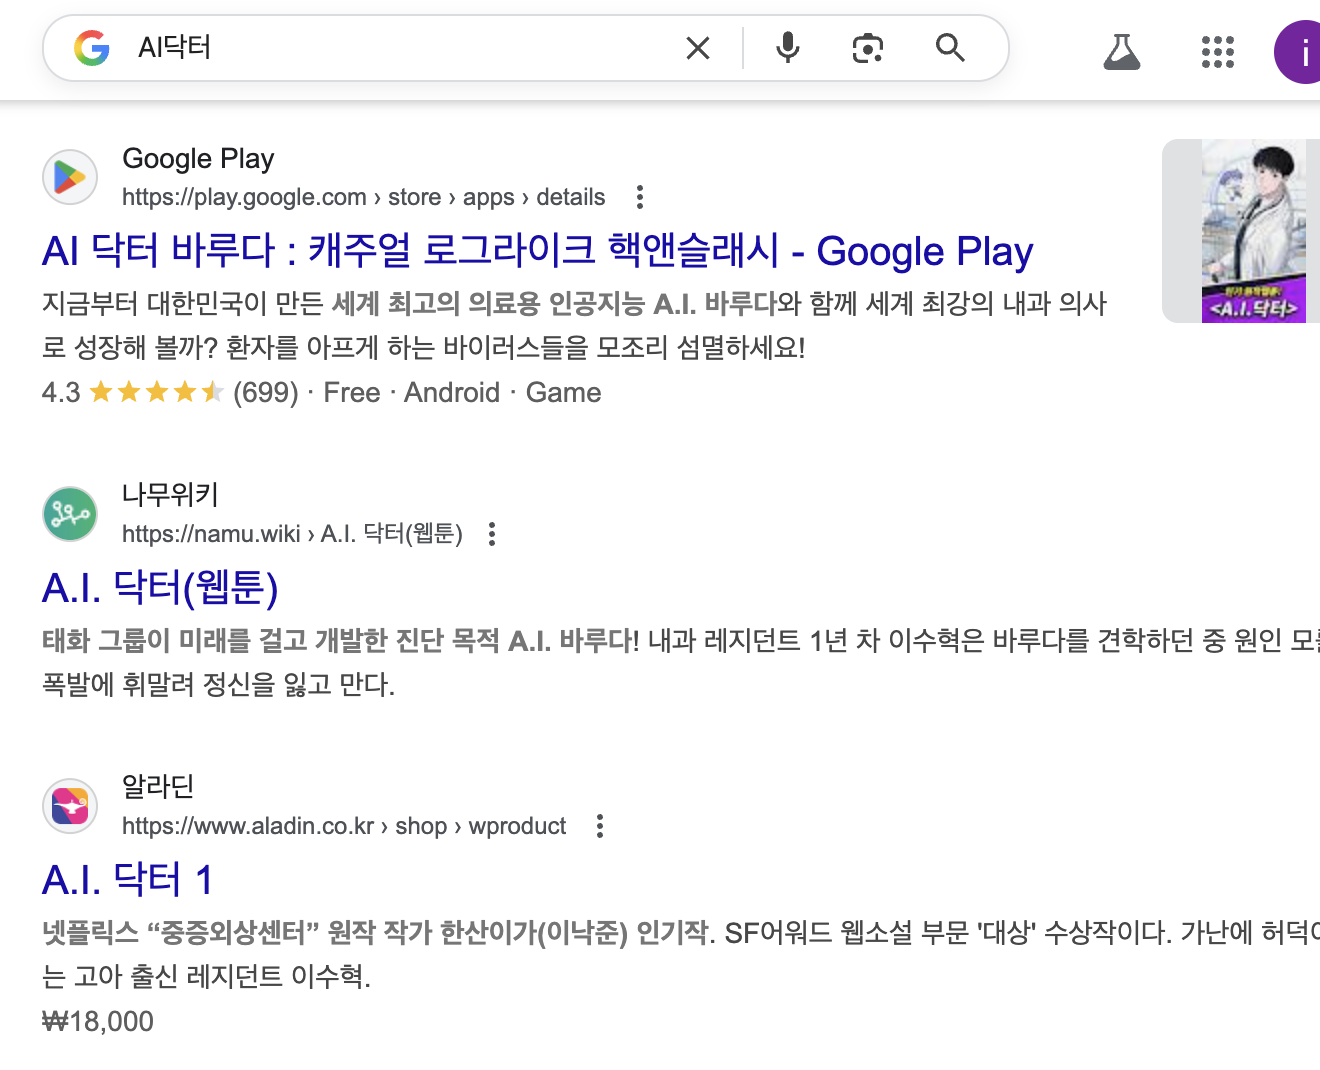 AI닥터
i
Google Play
https://play.google.com › store › apps › details
AI 닥터 바루다 : 캐주얼 로그라이크 핵앤슬래시 - Google Play
지금부터 대한민국이 만든 세계 최고의 의료용 인공지능 A.I. 바루다와 함께 세계 최강의 내과 의사
로 성장해 볼까? 환자를 아프게 하는 바이러스들을 모조리 섬멸하세요!
4.3 (699) · Free · Android · Game
<A.I.닥터>
나무위키
https://namu.wiki › A.I. 닥터(웹툰)
A.I. 닥터(웹툰)
태화 그룹이 미래를 걸고 개발한 진단 목적 A.I. 바루다! 내과 레지던트 1년 차 이수혁은 바루다를 견학하던 중 원인
폭발에 휘말려 정신을 잃고 만다.
알라딘
https://www.aladin.co.kr › shop › wproduct
A.I. 닥터 1
넷플릭스 “중증외상센터” 원작 작가 한산이가(이낙준) 인기작. SF어워드 웹소설 부문 '대상' 수상작이다. 가난에
는 고아 출신 레지던트 이수혁.
₩18,000